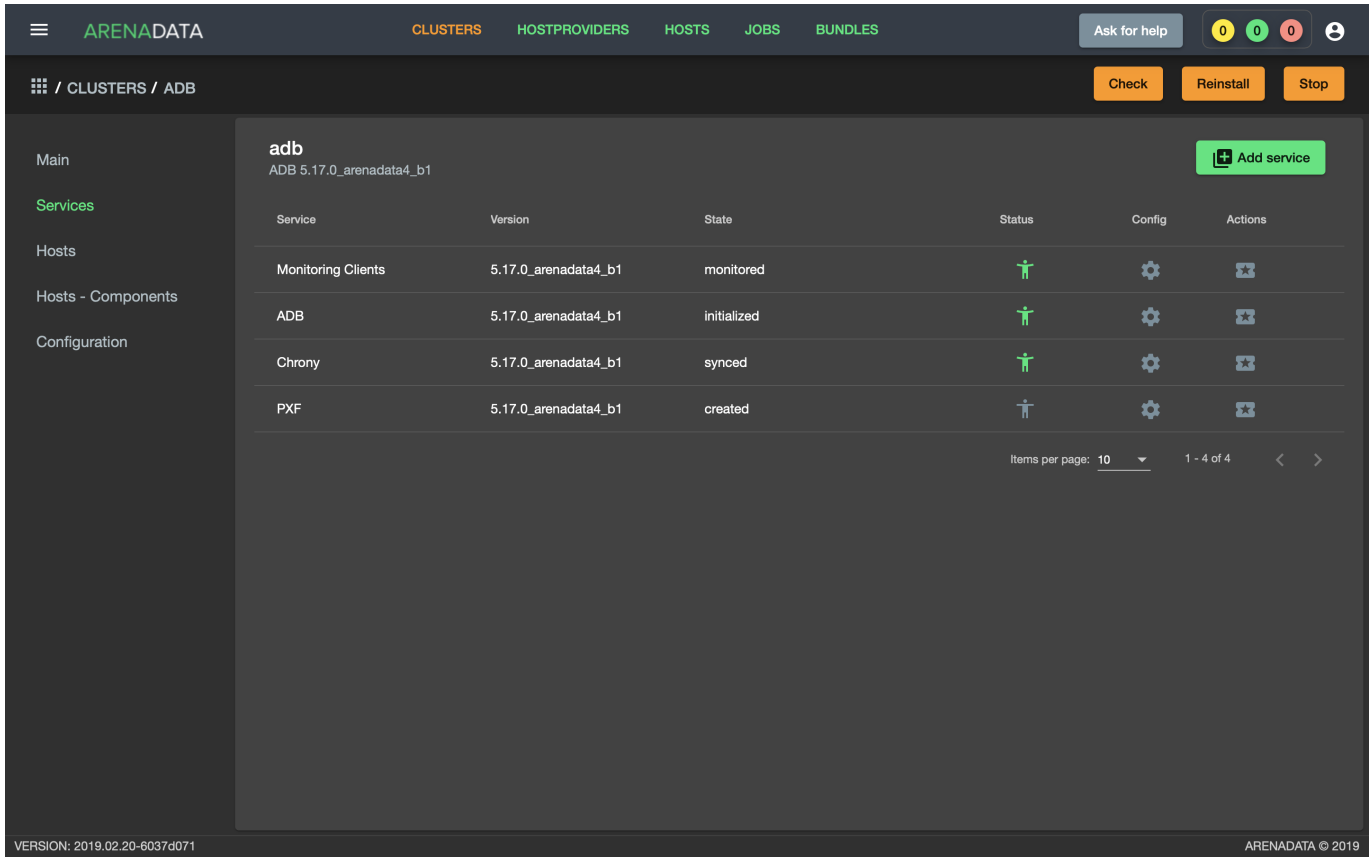 ARENADATA CLUSTERS HOSTPROVIDERS HOSTS JOBS BUNDLES Ask for help 0 0 0
/ CLUSTERS / ADB Check Reinstall Stop
Main
Services
Hosts
Hosts - Components
Configuration
adb
ADB 5.17.0_arenadata4_b1
Add service
Service Version State Status Config Actions
Monitoring Clients 5.17.0_arenadata4_b1 monitored
ADB 5.17.0_arenadata4_b1 initialized
Chrony 5.17.0_arenadata4_b1 synced
PXF 5.17.0_arenadata4_b1 created
Items per page: 10 1 - 4 of 4
VERSION: 2019.02.20-6037d071 ARENADATA © 2019